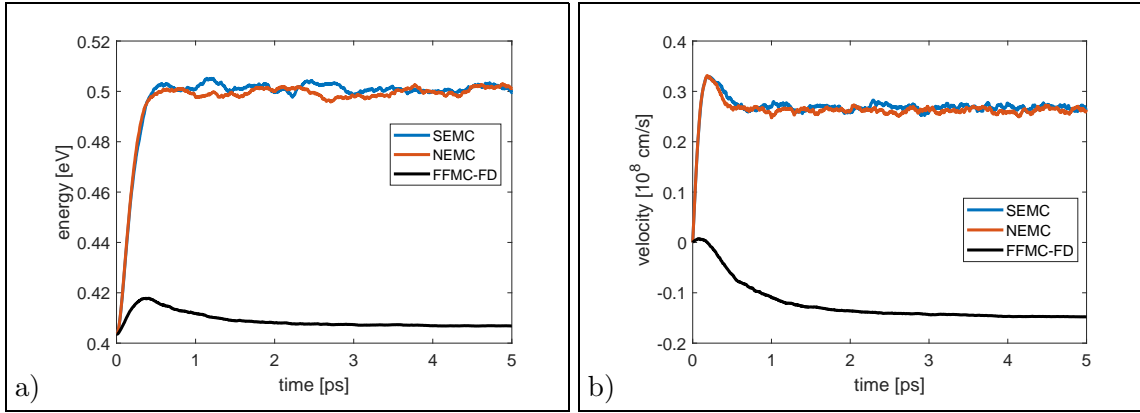 0.52
0.5
0.48
0.46
0.44
0.42
0.4
energy [eV]
SEMC
NEMC
FFMC-FD
0 1 2 3 4 5
time [ps]
a)
0.4
0.3
0.2
0.1
0
-0.1
-0.2
velocity [10⁸ cm/s]
SEMC
NEMC
FFMC-FD
0 1 2 3 4 5
time [ps]
b)